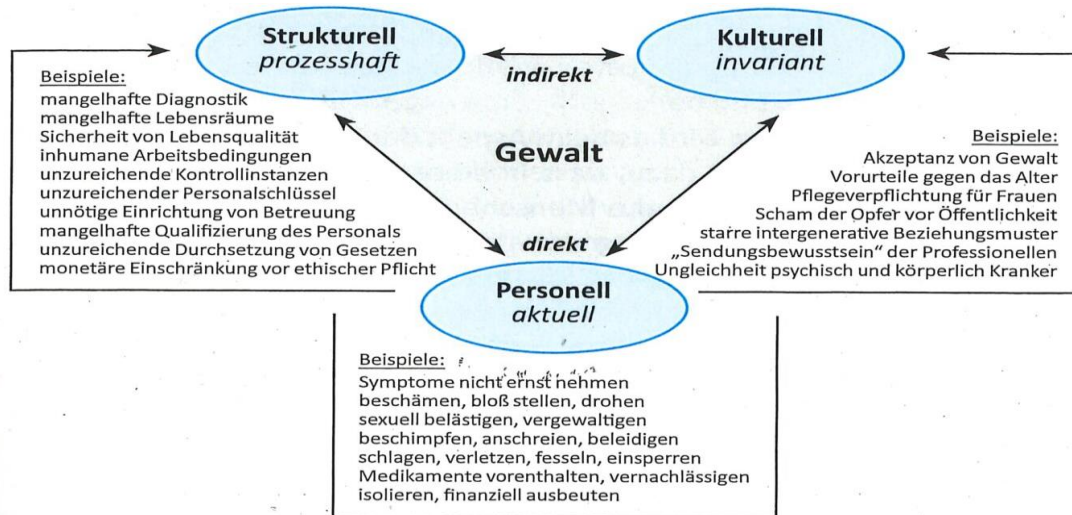 Strukturell
prozesshaft
Kulturell
invariant
indirekt
Gewalt
direkt
Beispiele:
mangelhafte Diagnostik
mangelhafte Lebensräume
Sicherheit von Lebensqualität
inhumane Arbeitsbedingungen
unzureichende Kontrollinstanzen
unzureichender Personalschlüssel
unnötige Einrichtung von Betreuung
mangelhafte Qualifizierung des Personals
unzureichende Durchsetzung von Gesetzen
monetäre Einschränkung vor ethischer Pflicht
Beispiele:
Akzeptanz von Gewalt
Vorurteile gegen das Alter
Pflegeverpflichtung für Frauen
Scham der Opfer vor Öffentlichkeit
starre intergenerative Beziehungsmuster
„Sendungsbewusstsein“ der Professionellen
Ungleichheit psychisch und körperlich Kranker
Personell
aktuell
Beispiele:
Symptome nicht ernst nehmen
beschämen, bloß stellen, drohen
sexuell belästigen, vergewaltigen
beschimpfen, anschreien, beleidigen
schlagen, verletzen, fesseln, einsperren
Medikamente vorenthalten, vernachlässigen
isolieren, finanziell ausbeuten